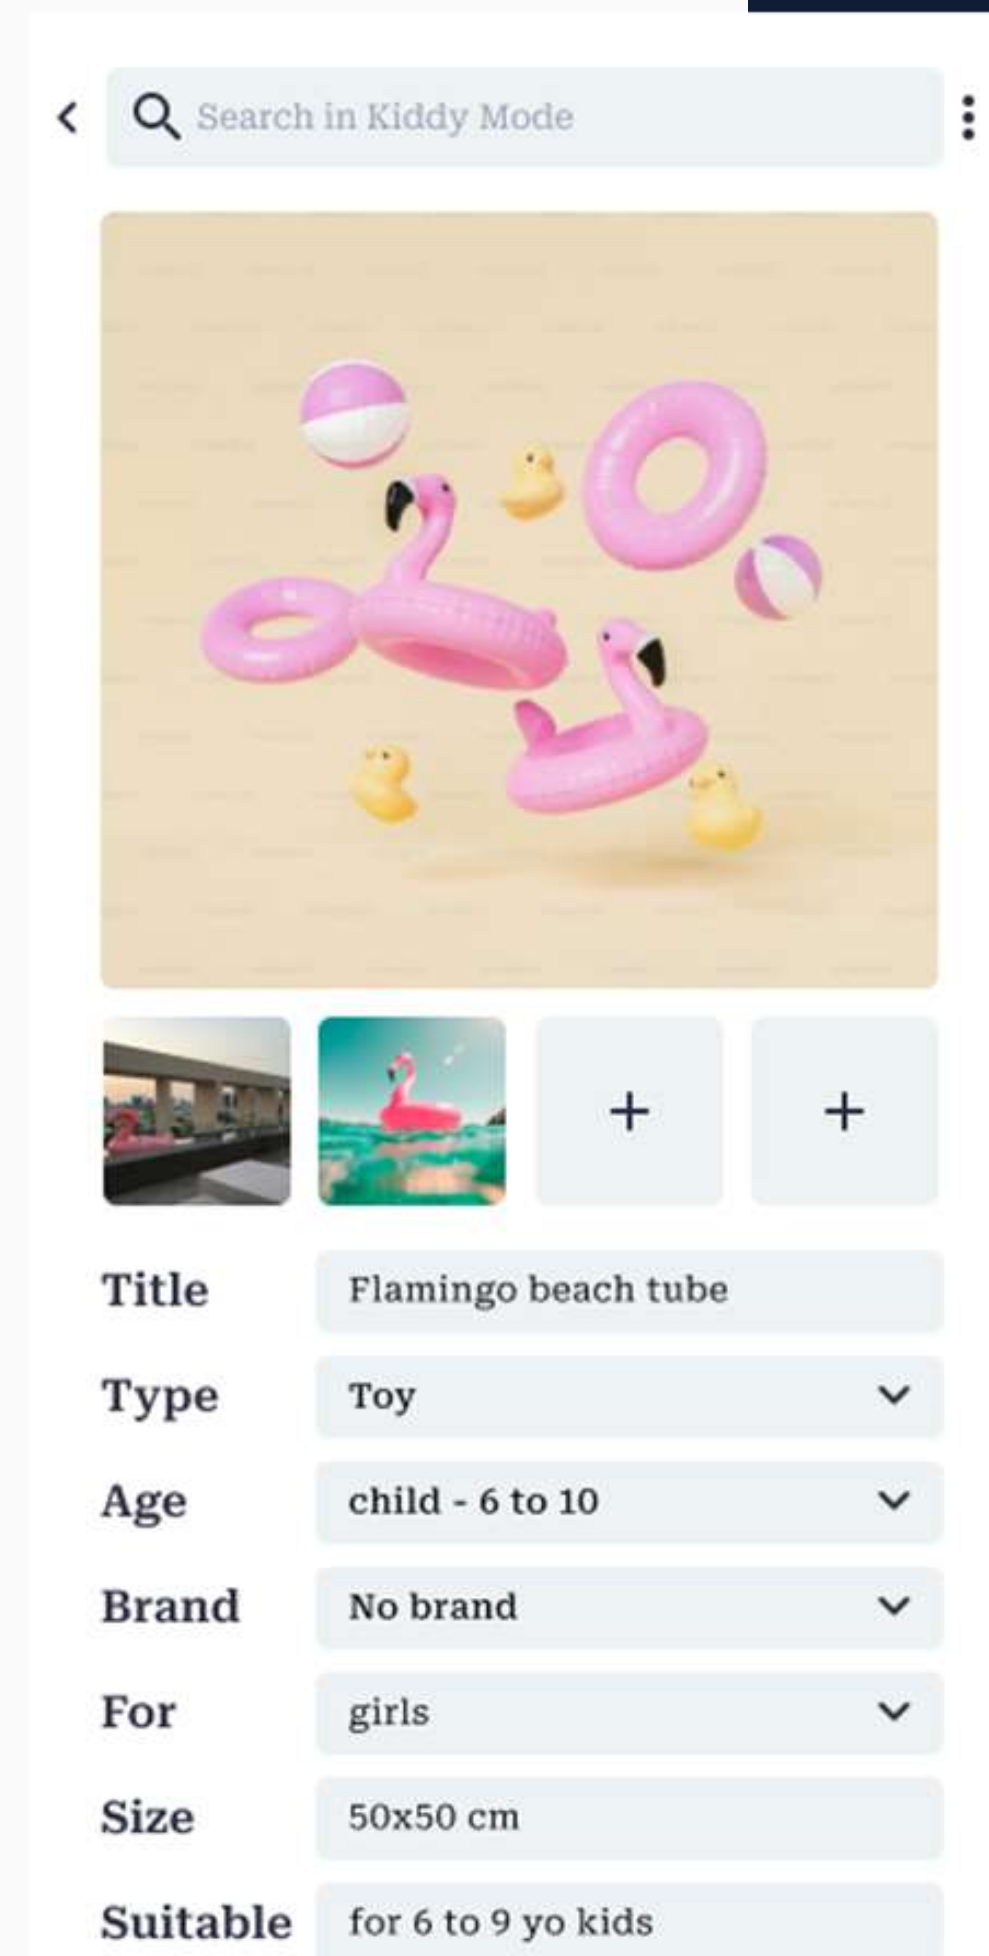 Search in Kiddy Mode
Title Flamingo beach tube
Type Toy
Age child - 6 to 10
Brand No brand
For girls
Size 50x50 cm
Suitable for 6 to 9 yo kids